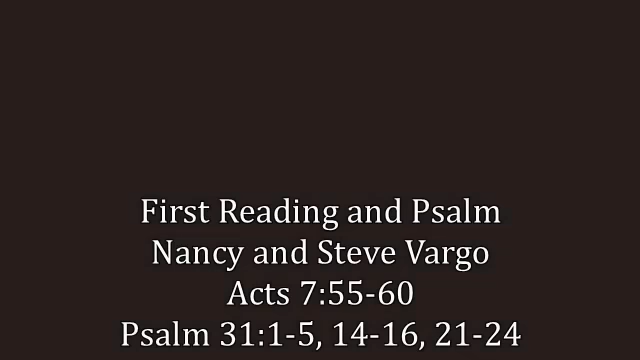 First Reading and Psalm
Nancy and Steve Vargo
Acts 7:55-60
Psalm 31:1-5, 14-16, 21-24